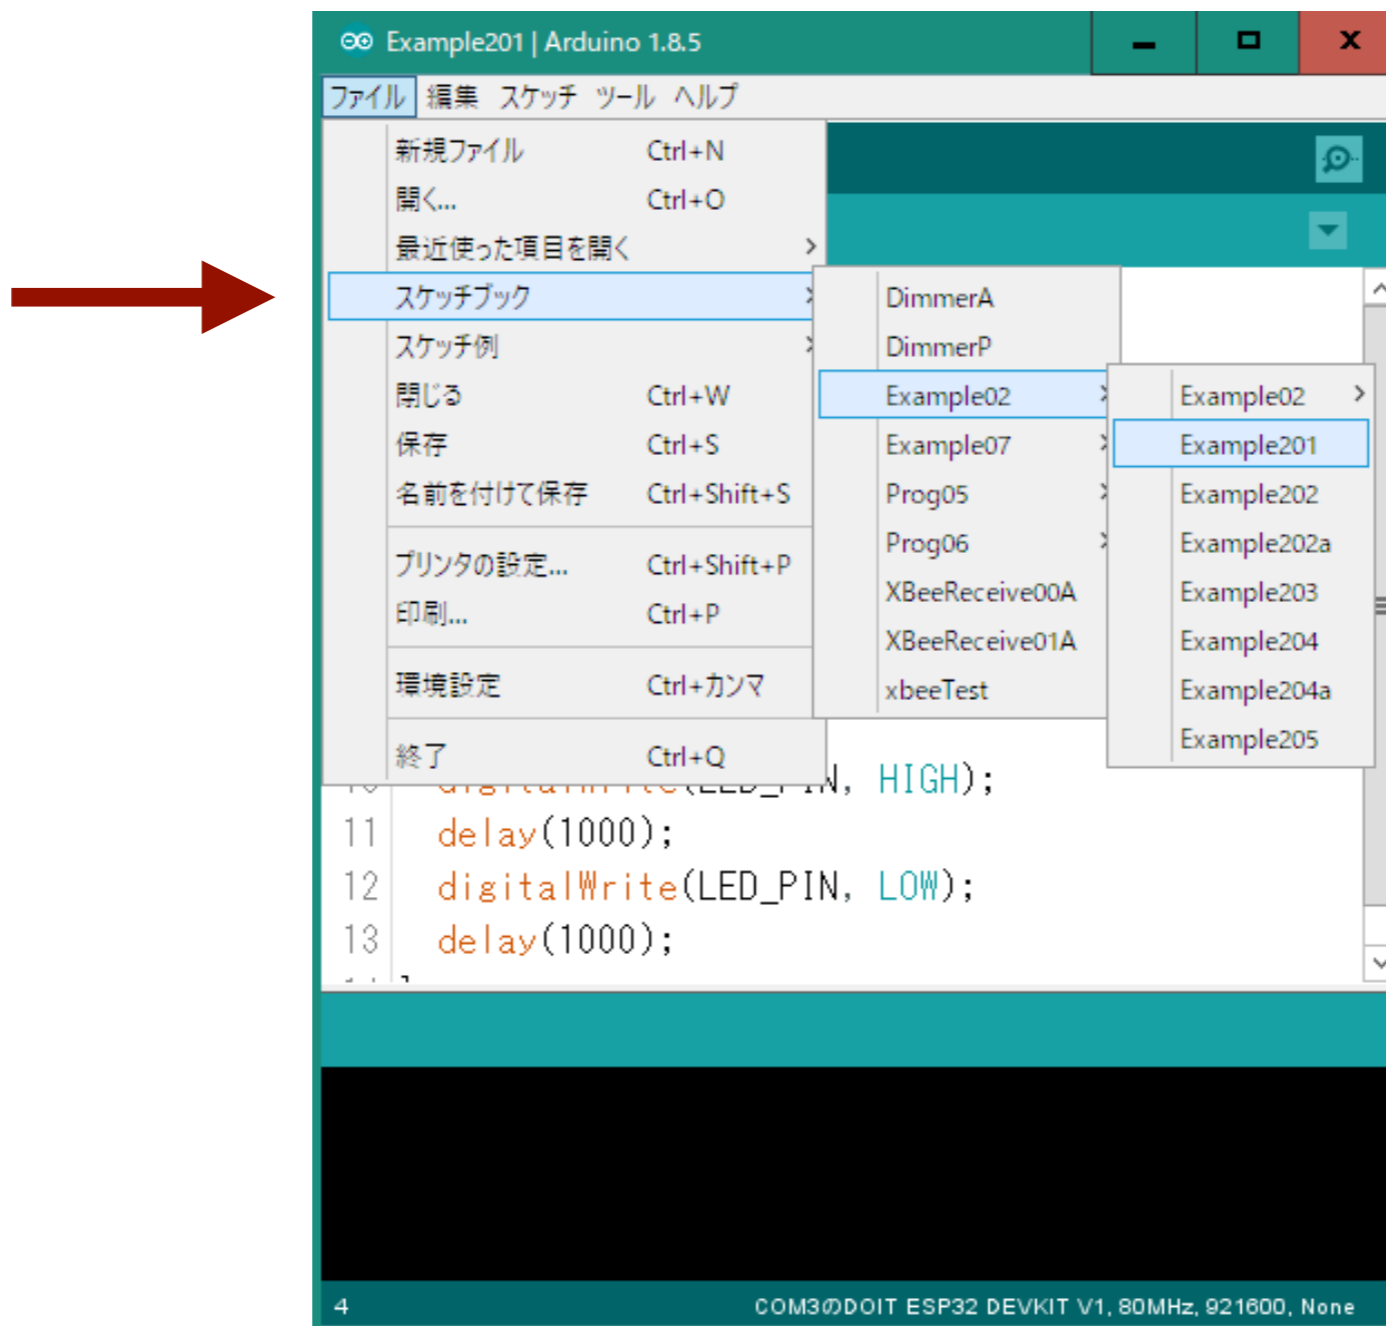 Example201 | Arduino 1.8.5
ファイル 編集 スケッチ ツール ヘルプ
新規ファイル Ctrl+N
開く... Ctrl+O
最近使った項目を開く
スケッチブック
スケッチ例
閉じる Ctrl+W
保存 Ctrl+S
名前を付けて保存 Ctrl+Shift+S
プリンタの設定... Ctrl+Shift+P
印刷... Ctrl+P
環境設定 Ctrl+カンマ
終了 Ctrl+Q
DimmerA
DimmerP
Example02
Example07
Prog05
Prog06
XBeeReceive00A
XBeeReceive01A
xbeeTest
Example02
Example201
Example202
Example202a
Example203
Example204
Example204a
Example205
10 digitalWrite(LED_PIN, HIGH);
11 delay(1000);
12 digitalWrite(LED_PIN, LOW);
13 delay(1000);
4 COM3のDOIT ESP32 DEVKIT V1, 80MHz, 921600, None